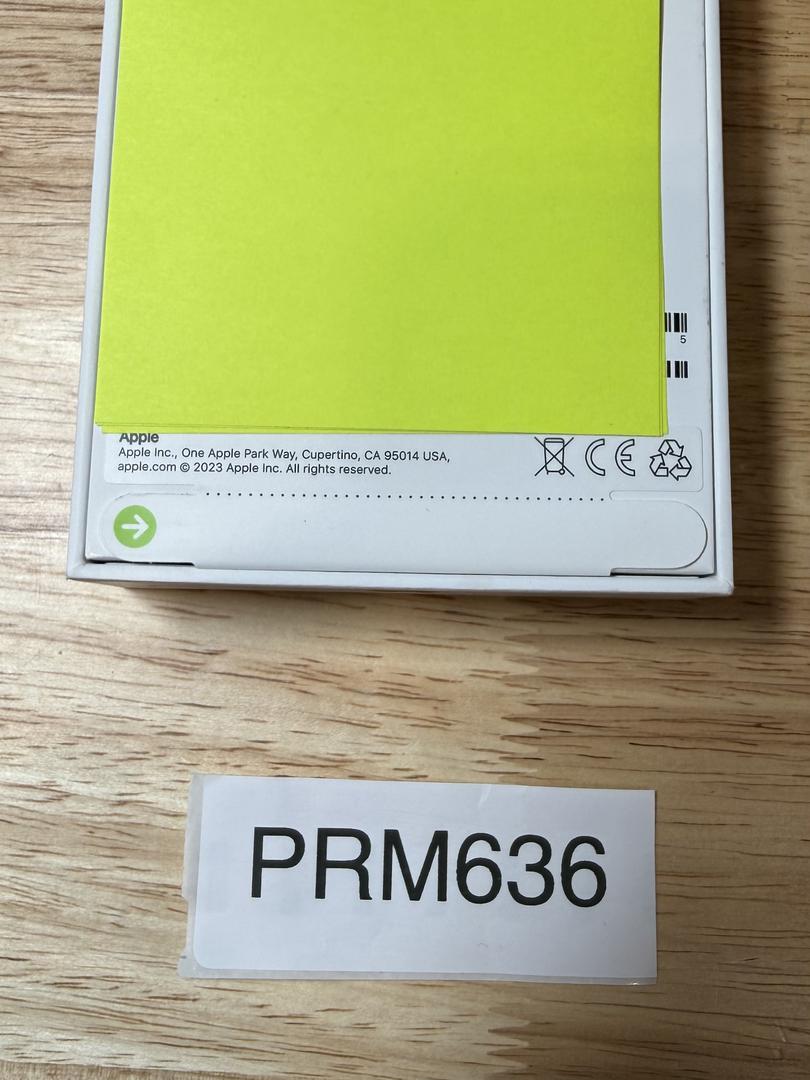 5
Apple
Apple Inc., One Apple Park Way, Cupertino, CA 95014 USA,
apple.com © 2023 Apple Inc. All rights reserved.
PRM636